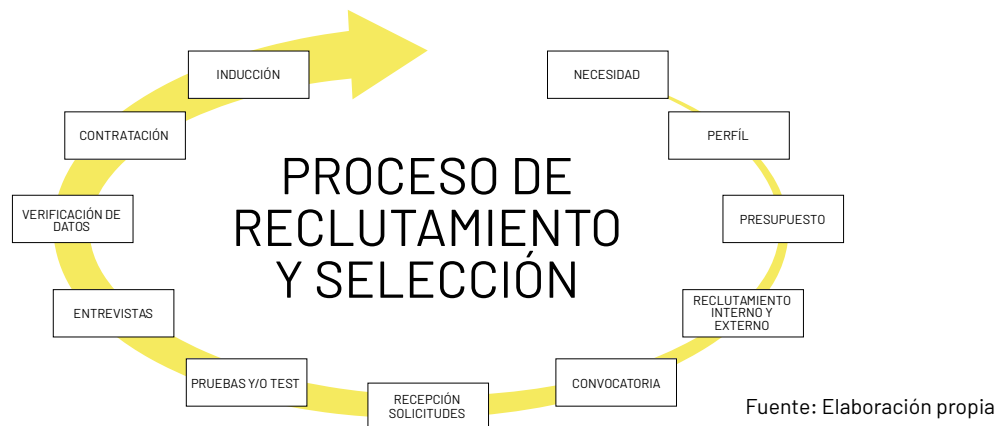 INDUCCIÓN
NECESIDAD
CONTRATACIÓN
PERFÍL
PROCESO DE
RECLUTAMIENTO
Y SELECCIÓN
VERIFICACIÓN DE
DATOS
PRESUPUESTO
ENTREVISTAS
RECLUTAMIENTO
INTERNO Y
EXTERNO
PRUEBAS Y/O TEST
RECEPCIÓN
SOLICITUDES
CONVOCATORIA
Fuente: Elaboración propia